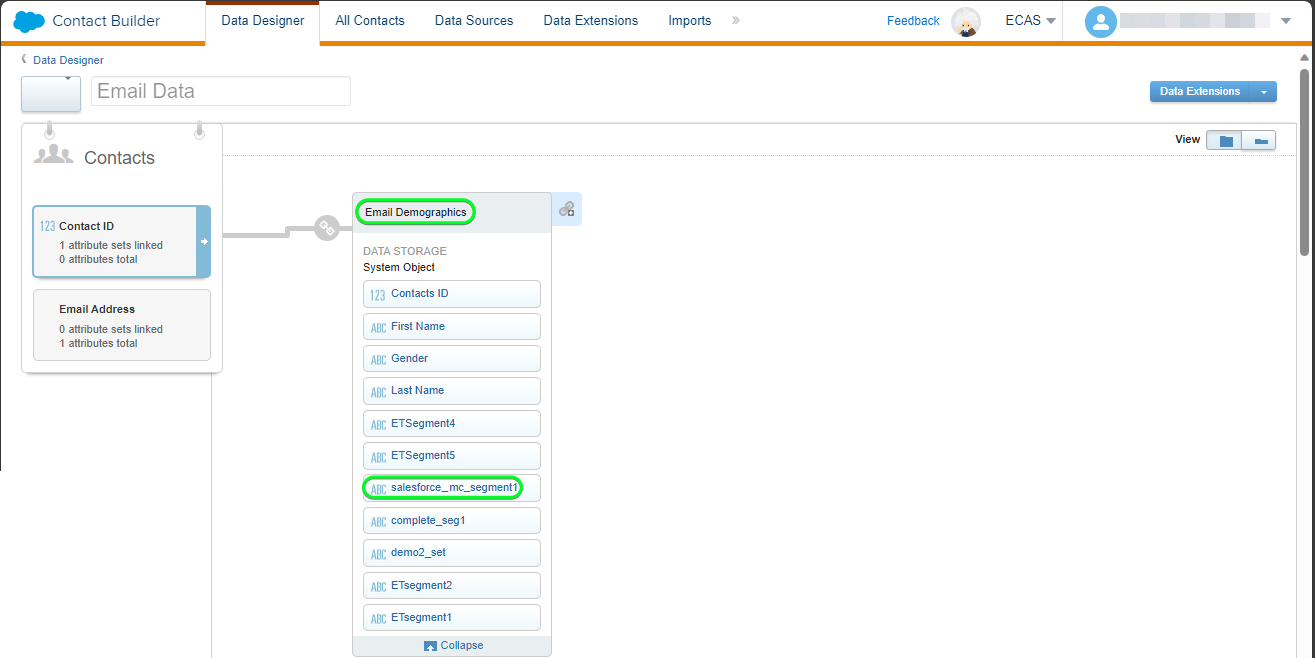 Contact Builder
Data Designer
All Contacts
Data Sources
Data Extensions
Imports
Feedback
ECAS
Data Designer
Email Data
Data Extensions
View
Contacts
123 Contact ID
1 attribute sets linked
0 attributes total
Email Address
0 attribute sets linked
1 attributes total
Email Demographics
DATA STORAGE
System Object
123 Contacts ID
ABC First Name
ABC Gender
ABC Last Name
ABC ETSegment4
ABC ETSegment5
ABC salesforce_mc_segment1
ABC complete_seg1
ABC demo2_set
ABC ETsegment2
ABC ETsegment1
Collapse